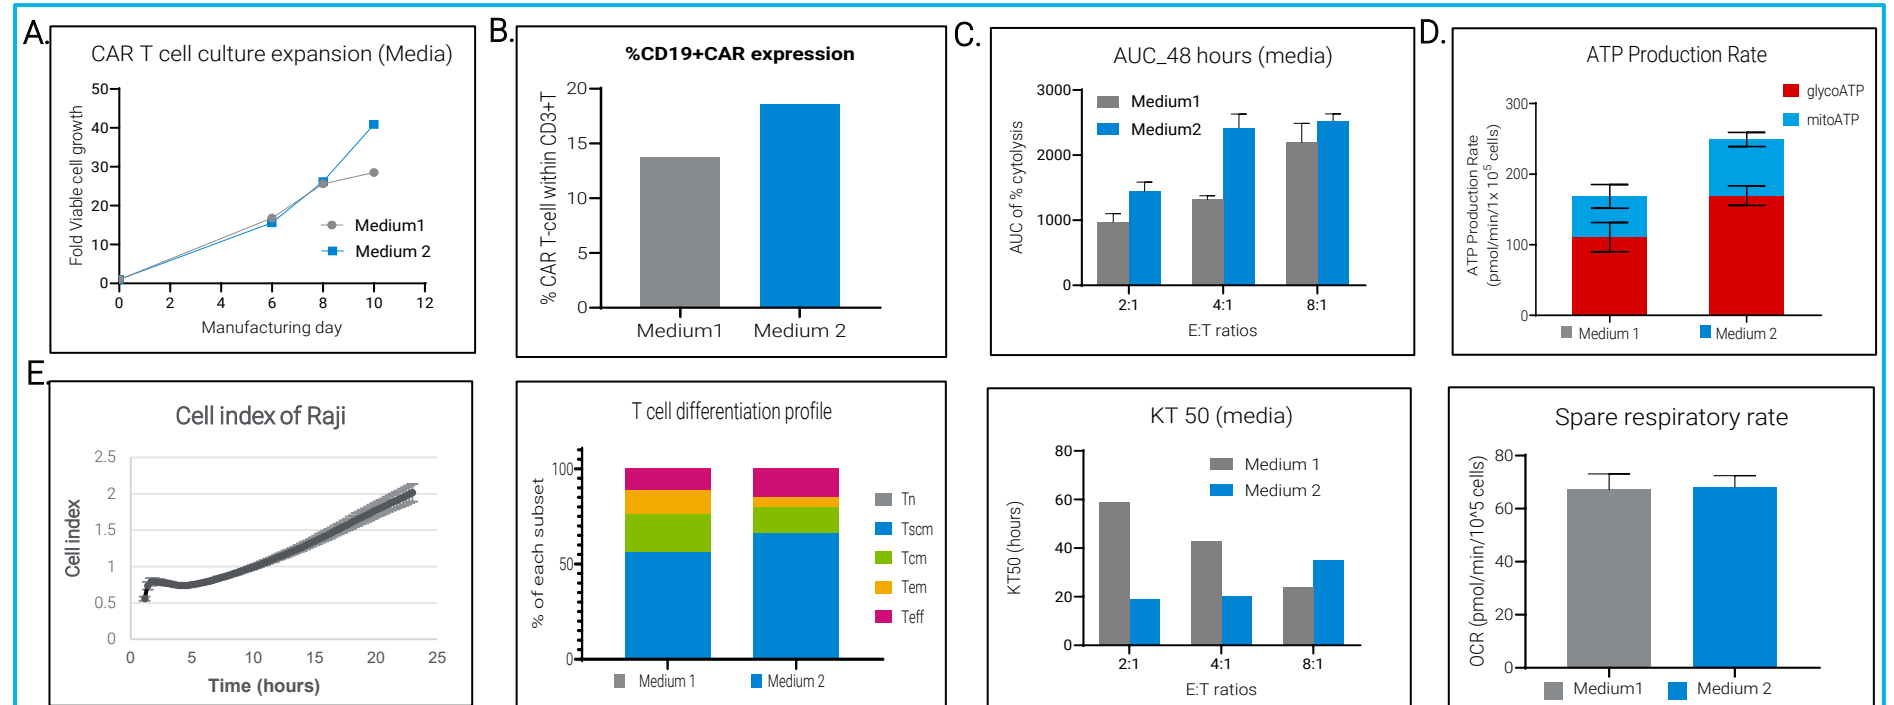 A.
CAR T cell culture expansion (Media)
Fold Viable cell growth
50
40
30
20
10
0
0 2 4 6 8 10 12
Manufacturing day
Medium1
Medium 2
B.
%CD19+CAR expression
% CAR T-cell within CD3+T
20
15
10
5
0
Medium1 Medium 2
C.
AUC_48 hours (media)
AUC of % cytolysis
3000
2000
1000
0
Medium1
Medium2
2:1 4:1 8:1
E:T ratios
D.
ATP Production Rate
glycoATP
mitoATP
ATP Production Rate
(pmol/min/1x 10⁵ cells)
300
200
100
0
Medium 1 Medium 2
E.
Cell index of Raji
Cell index
2.5
2
1.5
1
0.5
0
0 5 10 15 20 25
Time (hours)
T cell differentiation profile
% of each subset
100
50
0
Tn
Tscm
Tcm
Tem
Teff
Medium 1 Medium 2
KT 50 (media)
KT50 (hours)
80
60
40
20
0
Medium 1
Medium 2
2:1 4:1 8:1
E:T ratios
Spare respiratory rate
OCR (pmol/min/10^5 cells)
80
60
40
20
0
Medium1 Medium 2